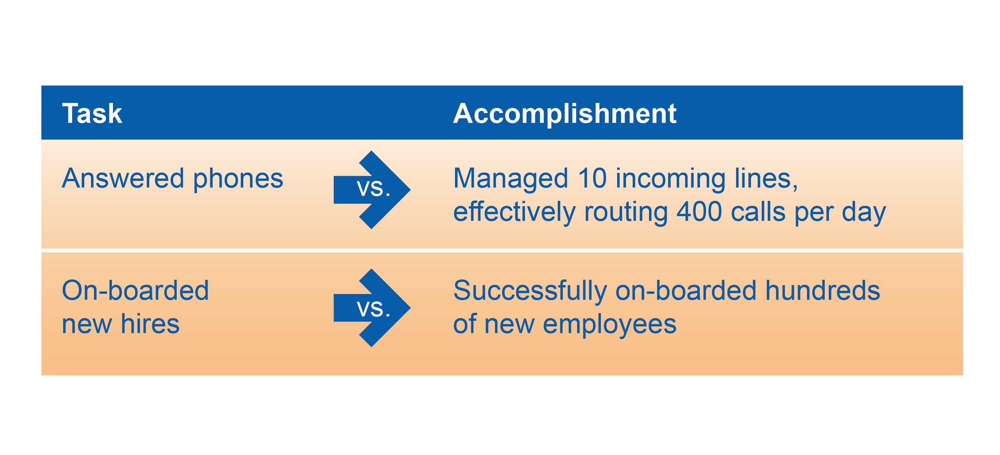 Task
Accomplishment
Answered phones
vs.
Managed 10 incoming lines,
effectively routing 400 calls per day
On-boarded
new hires
vs.
Successfully on-boarded hundreds
of new employees